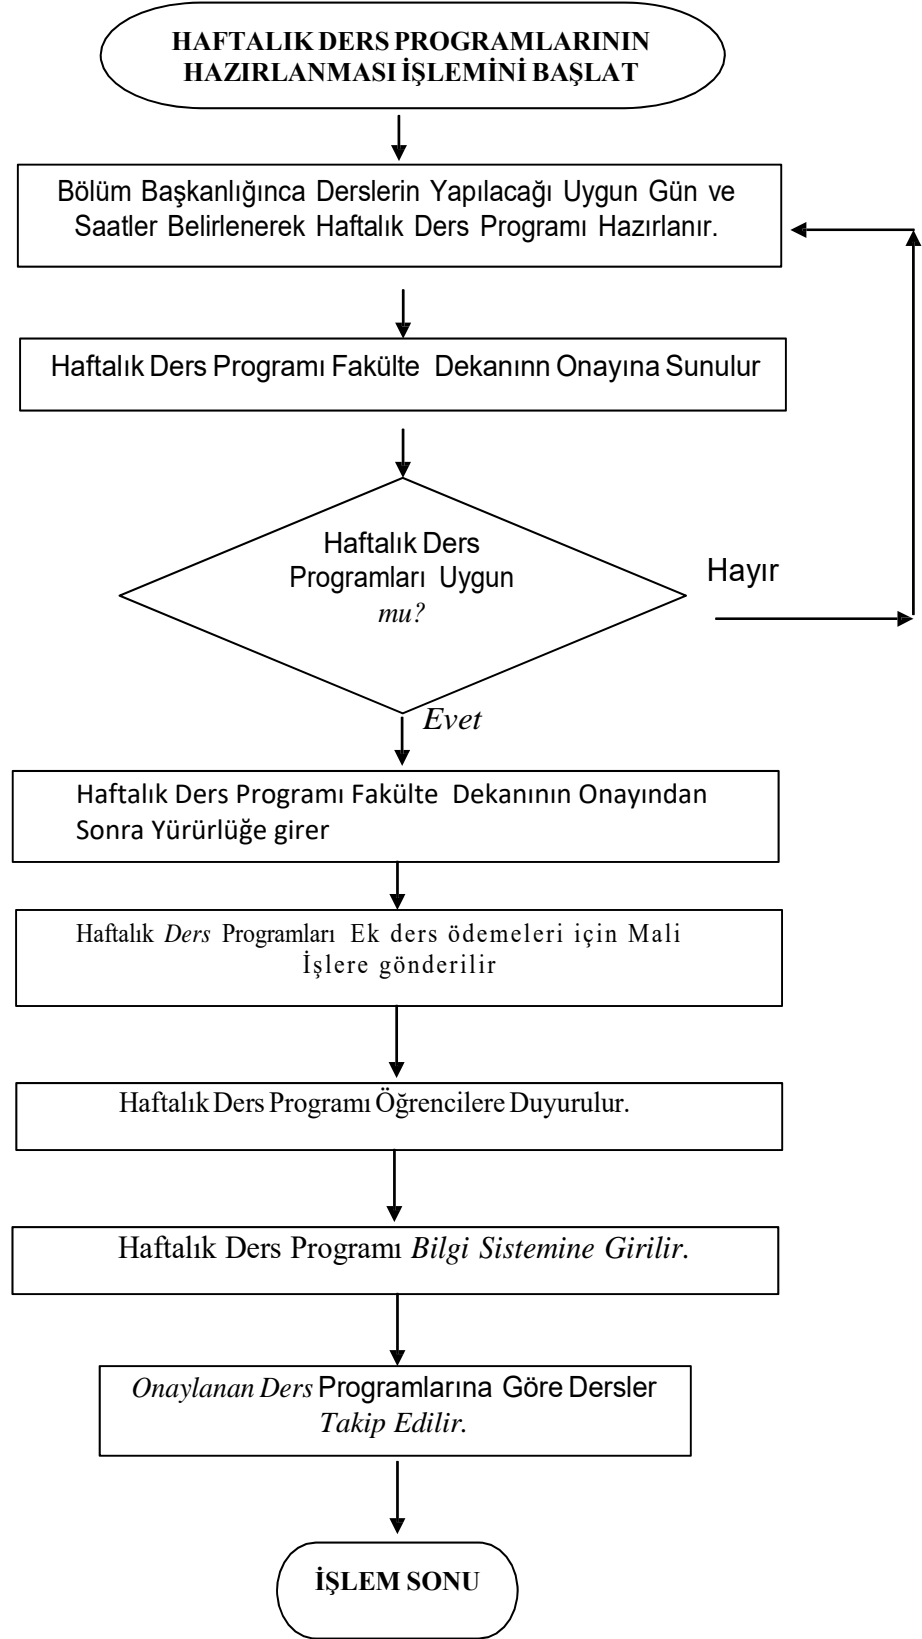 HAFTALIK DERS PROGRAMLARININ
HAZIRLANMASI İŞLEMİNİ BAŞLAT
Bölüm Başkanlığınca Derslerin Yapılacağı Uygun Gün ve
Saatler Belirlenerek Haftalık Ders Programı Hazırlanır.
Haftalık Ders Programı Fakülte Dekanınn Onayına Sunulur
Haftalık Ders
Programları Uygun
mu?
Hayır
Evet
Haftalık Ders Programı Fakülte Dekanının Onayından
Sonra Yürürlüğe girer
Haftalık Ders Programları Ek ders ödemeleri için Mali
İşlere gönderilir
Haftalık Ders Programı Öğrencilere Duyurulur.
Haftalık Ders Programı Bilgi Sistemine Girilir.
Onaylanan Ders Programlarına Göre Dersler
Takip Edilir.
İŞLEM SONU